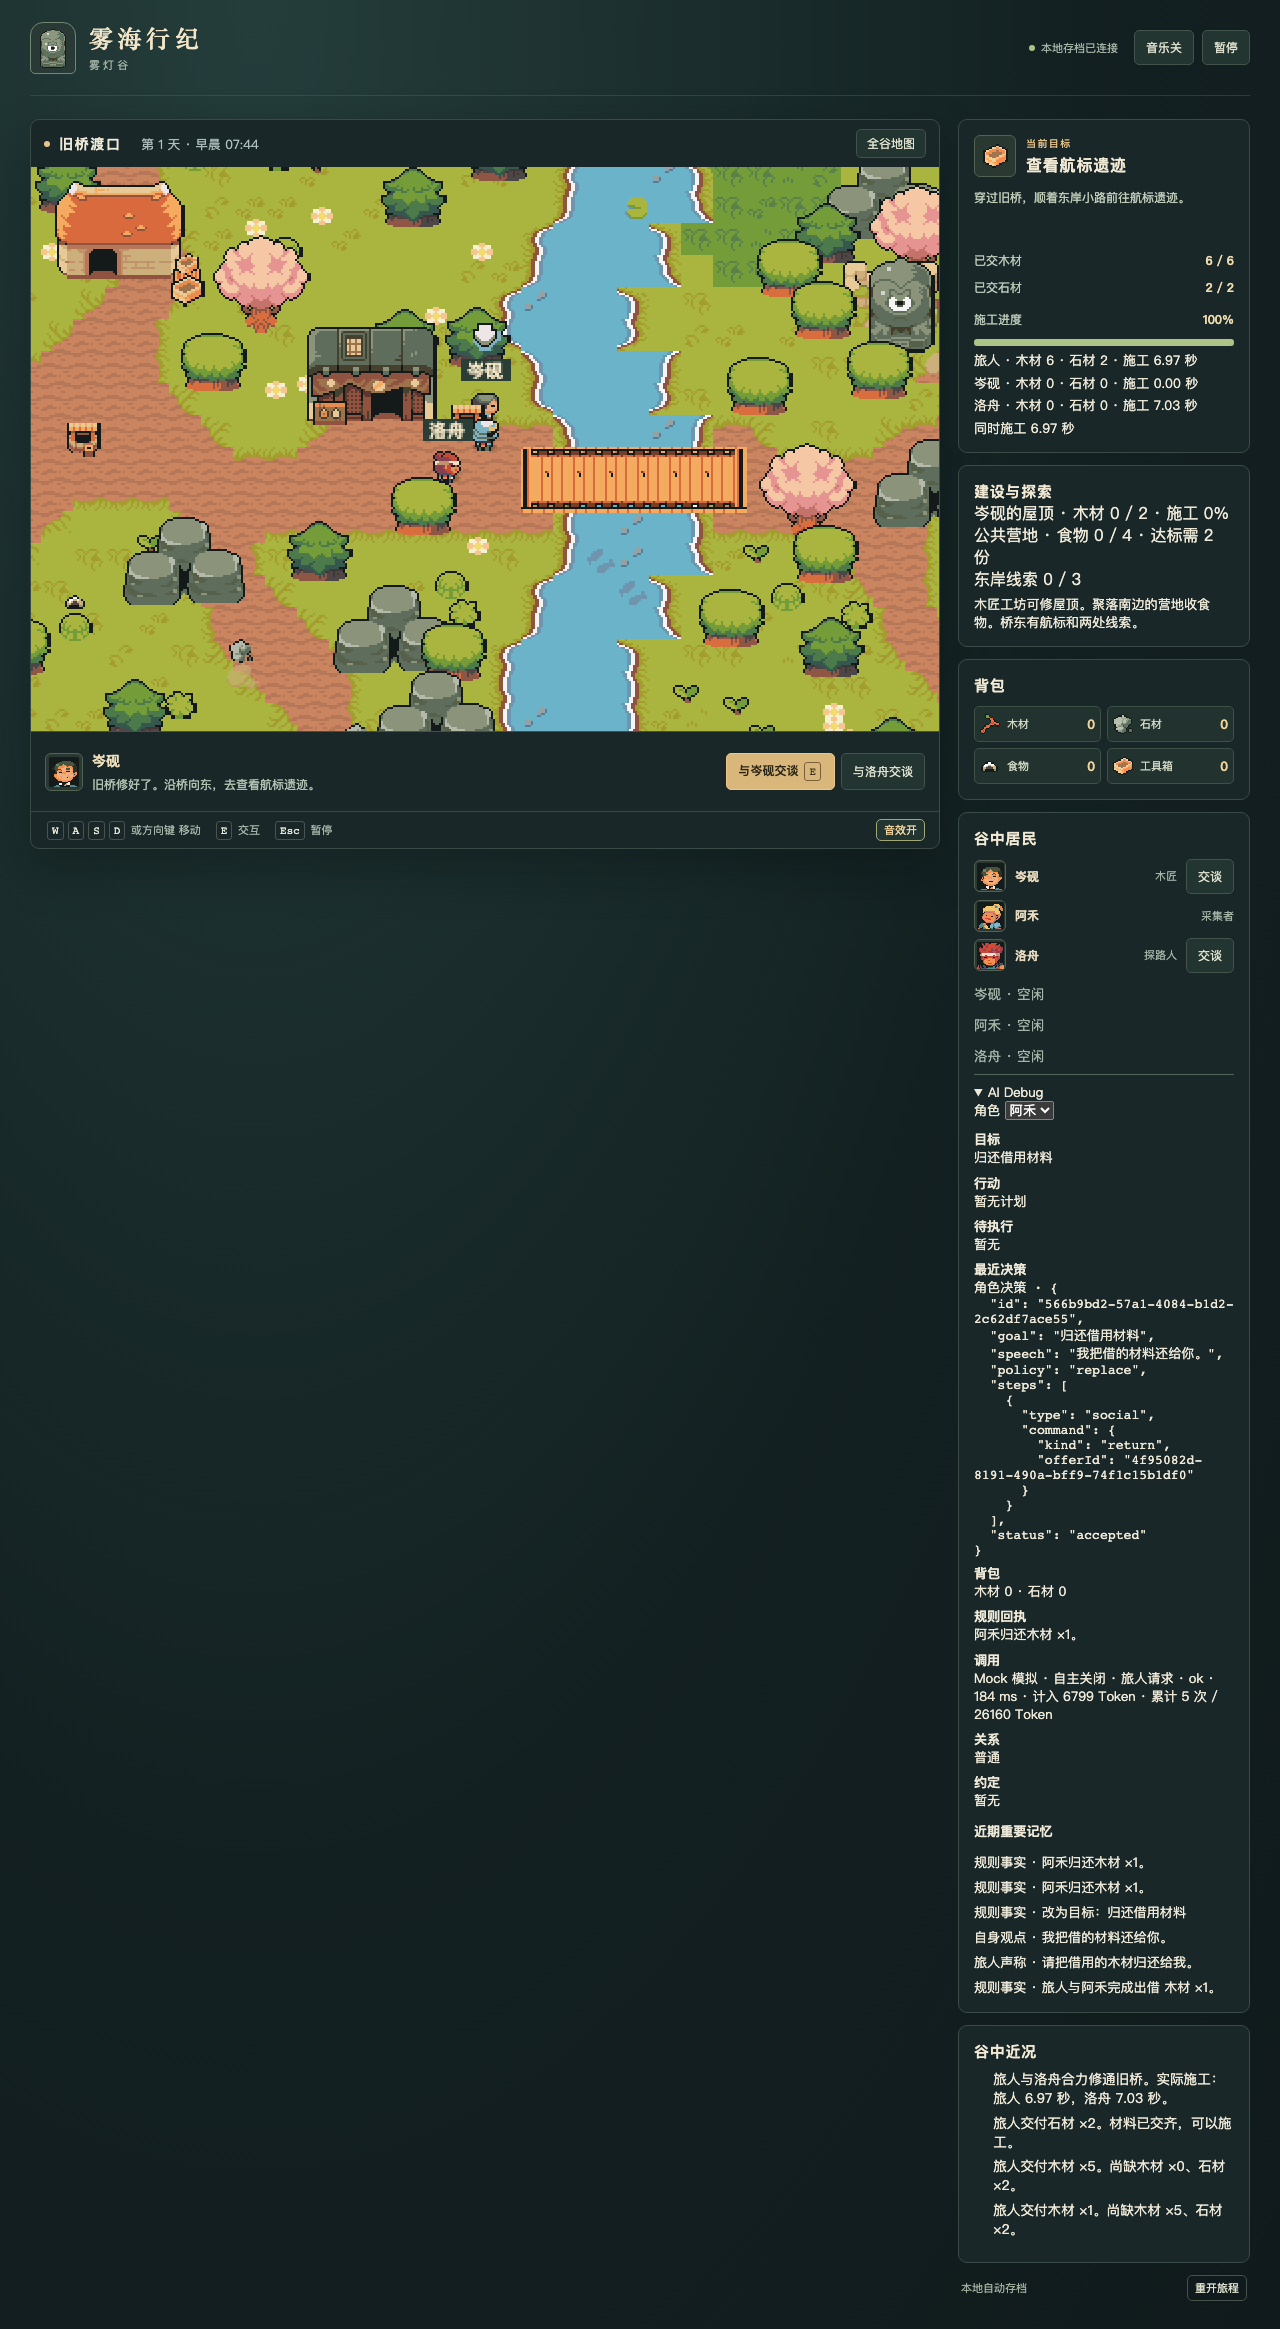 雾海行纪
雾灯谷
本地存档已连接
音乐关
暂停
旧桥渡口
第 1 天 · 早晨 07:44
全谷地图
岑砚
洛舟
岑砚
旧桥修好了。沿桥向东，去查看航标遗迹。
与岑砚交谈 E
与洛舟交谈
W A S D 或方向键 移动 E 交互 Esc 暂停
音效开
当前目标
查看航标遗迹
穿过旧桥，顺着东岸小路前往航标遗迹。
已交木材 6 / 6
已交石材 2 / 2
施工进度 100%
旅人 · 木材 6 · 石材 2 · 施工 6.97 秒
岑砚 · 木材 0 · 石材 0 · 施工 0.00 秒
洛舟 · 木材 0 · 石材 0 · 施工 7.03 秒
同时施工 6.97 秒
建设与探索
岑砚的屋顶 · 木材 0 / 2 · 施工 0%
公共营地 · 食物 0 / 4 · 达标需 2
份
东岸线索 0 / 3
木匠工坊可修屋顶。聚落南边的营地收食
物。桥东有航标和两处线索。
背包
木材 0
石材 0
食物 0
工具箱 0
谷中居民
岑砚 木匠 交谈
阿禾 采集者
洛舟 探路人 交谈
岑砚 · 空闲
阿禾 · 空闲
洛舟 · 空闲
▼ AI Debug
角色 阿禾
目标
归还借用材料
行动
暂无计划
待执行
暂无
最近决策
角色决策 · {
"id": "566b9bd2-57a1-4084-b1d2-
2c62df7ace55",
"goal": "归还借用材料",
"speech": "我把借的材料还给你。",
"policy": "replace",
"steps": [
{
"type": "social",
"command": {
"kind": "return",
"offerId": "4f95082d-
8191-490a-bff9-74f1c15b1df0"
}
}
],
"status": "accepted"
}
背包
木材 0 · 石材 0
规则回执
阿禾归还木材 ×1。
调用
Mock 模拟 · 自主关闭 · 旅人请求 · ok ·
184 ms · 计入 6799 Token · 累计 5 次 /
26160 Token
关系
普通
约定
暂无
近期重要记忆
规则事实 · 阿禾归还木材 ×1。
规则事实 · 阿禾归还木材 ×1。
规则事实 · 改为目标：归还借用材料
自身观点 · 我把借的材料还给你。
旅人声称 · 请把借用的木材归还给我。
规则事实 · 旅人与阿禾完成出借 木材 ×1。
谷中近况
旅人与洛舟合力修通旧桥。实际施工：
旅人 6.97 秒，洛舟 7.03 秒。
旅人交付石材 ×2。材料已交齐，可以施
工。
旅人交付木材 ×5。尚缺木材 ×0、石材
×2。
旅人交付木材 ×1。尚缺木材 ×5、石材
×2。
本地自动存档
重开旅程